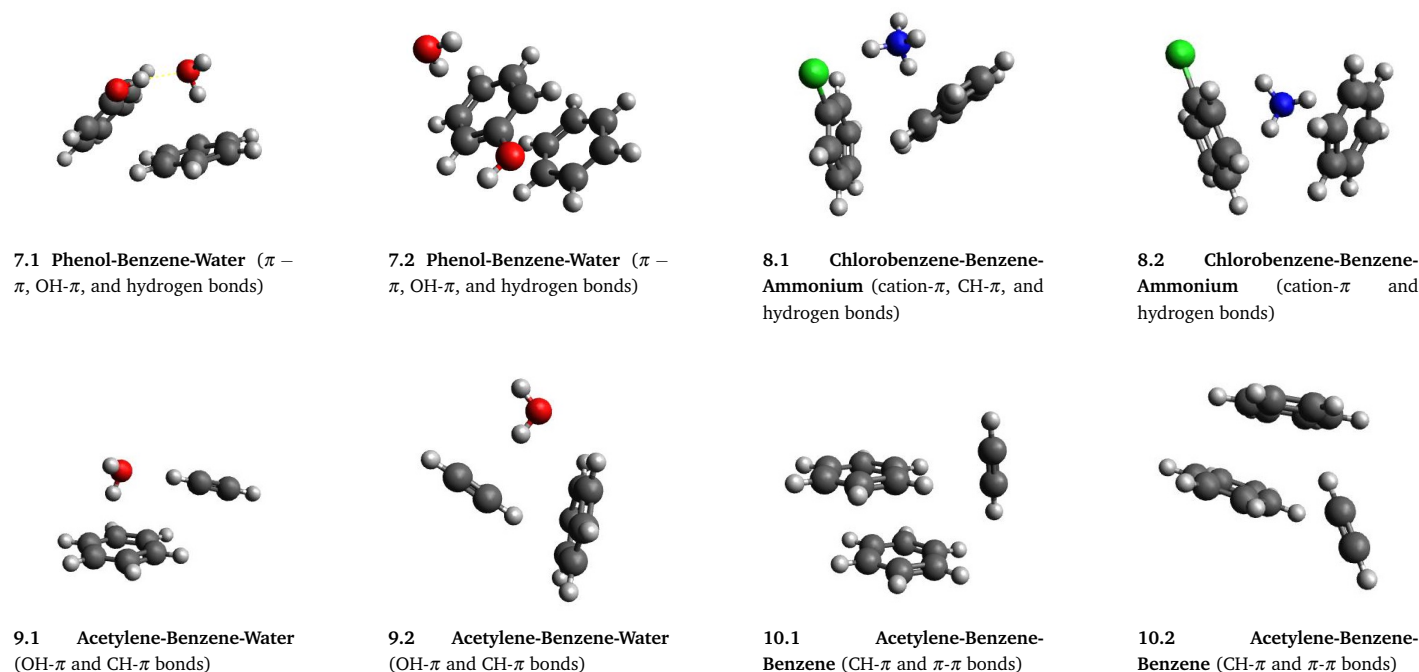 7.1 Phenol-Benzene-Water (π −
π, OH-π, and hydrogen bonds)
7.2 Phenol-Benzene-Water (π −
π, OH-π, and hydrogen bonds)
8.1 Chlorobenzene-Benzene-
Ammonium (cation-π, CH-π, and
hydrogen bonds)
8.2 Chlorobenzene-Benzene-
Ammonium (cation-π and
hydrogen bonds)
9.1 Acetylene-Benzene-Water
(OH-π and CH-π bonds)
9.2 Acetylene-Benzene-Water
(OH-π and CH-π bonds)
10.1 Acetylene-Benzene-
Benzene (CH-π and π-π bonds)
10.2 Acetylene-Benzene-
Benzene (CH-π and π-π bonds)